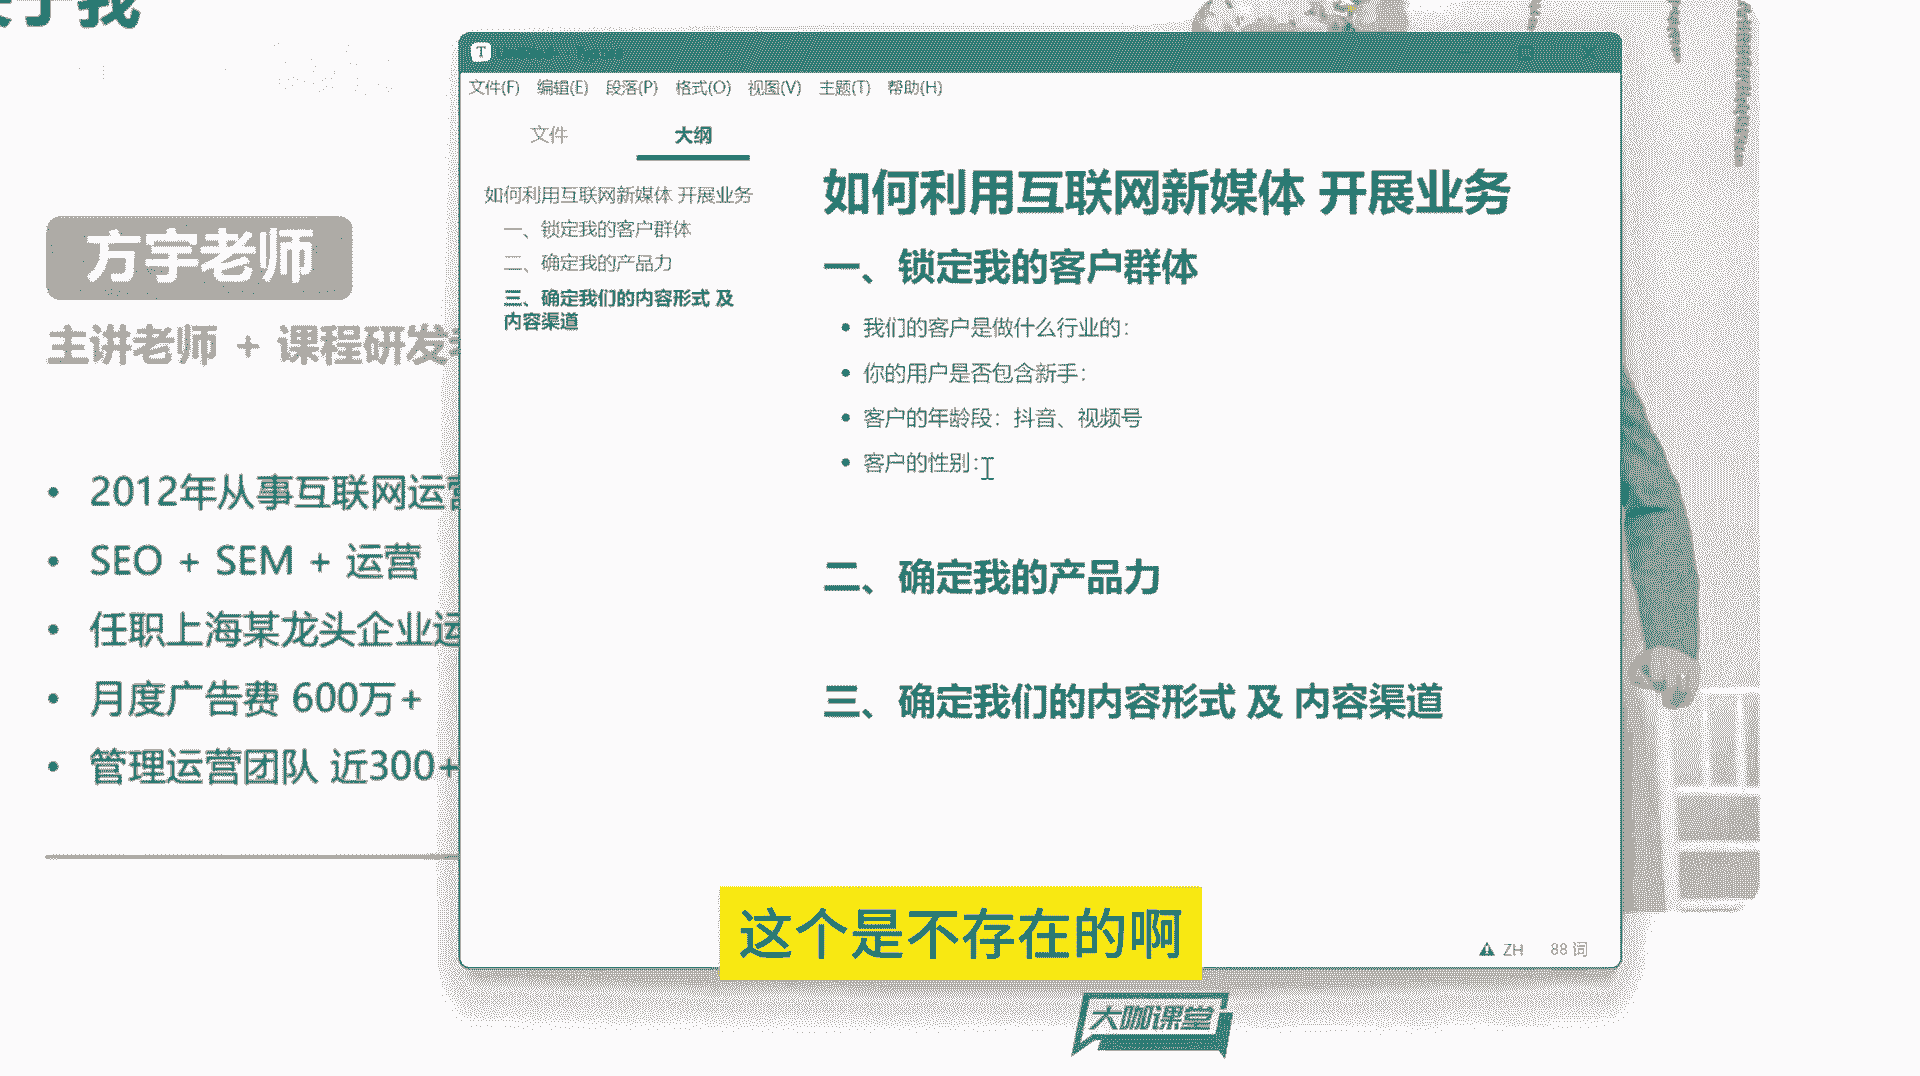 关于我
方宇老师
主讲老师 + 课程研发
2012年从事互联网运营
SEO + SEM + 运营
任职上海某龙头企业运
月度广告费 600万+
管理运营团队 近300+
T
文件(F) 编辑(E) 段落(P) 格式(O) 视图(V) 主题(T) 帮助(H)
文件 大纲
如何利用互联网新媒体 开展业务
一、锁定我的客户群体
二、确定我的产品力
三、确定我们的内容形式 及
内容渠道
如何利用互联网新媒体 开展业务
一、锁定我的客户群体
我们的客户是做什么行业的：
你的用户是否包含新手：
客户的年龄段：抖音、视频号
客户的性别：
二、确定我的产品力
三、确定我们的内容形式 及 内容渠道
ZH 88 词
这个是不存在的啊
大咖课堂